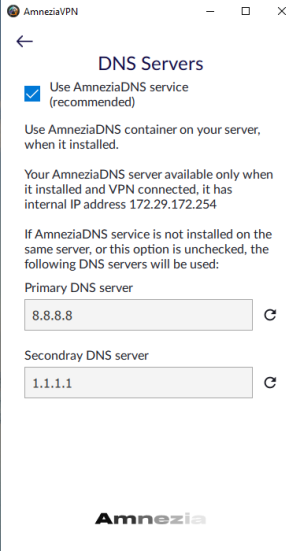 AmneziaVPN
DNS Servers
Use AmneziaDNS service
(recommended)
Use AmneziaDNS container on your server,
when it installed.
Your AmneziaDNS server available only when
it installed and VPN connected, it has
internal IP address 172.29.172.254
If AmneziaDNS service is not installed on the
same server, or this option is unchecked, the
following DNS servers will be used:
Primary DNS server
8.8.8.8
Secondray DNS server
1.1.1.1
Amnezia